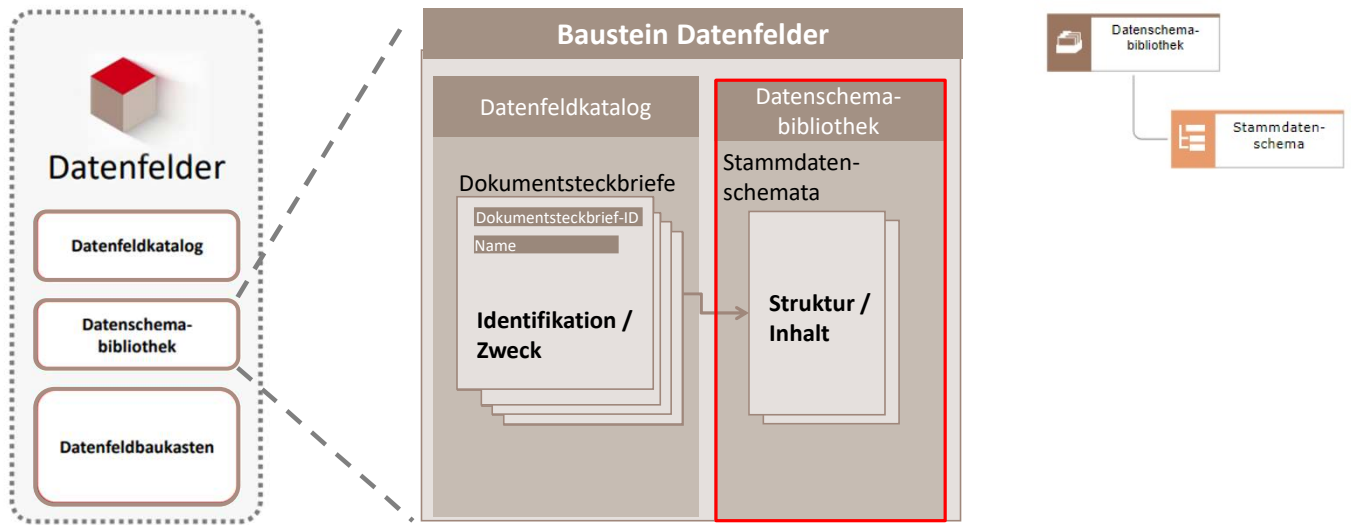 Datenfelder
Datenfeldkatalog
Datenschema-
bibliothek
Datenfeldbaukasten
Baustein Datenfelder
Datenfeldkatalog
Dokumentsteckbriefe
Dokumentsteckbrief-ID
Name
Identifikation /
Zweck
Datenschema-
bibliothek
Stammdaten-
schemata
Struktur /
Inhalt
Datenschema-
bibliothek
Stammdaten-
schema